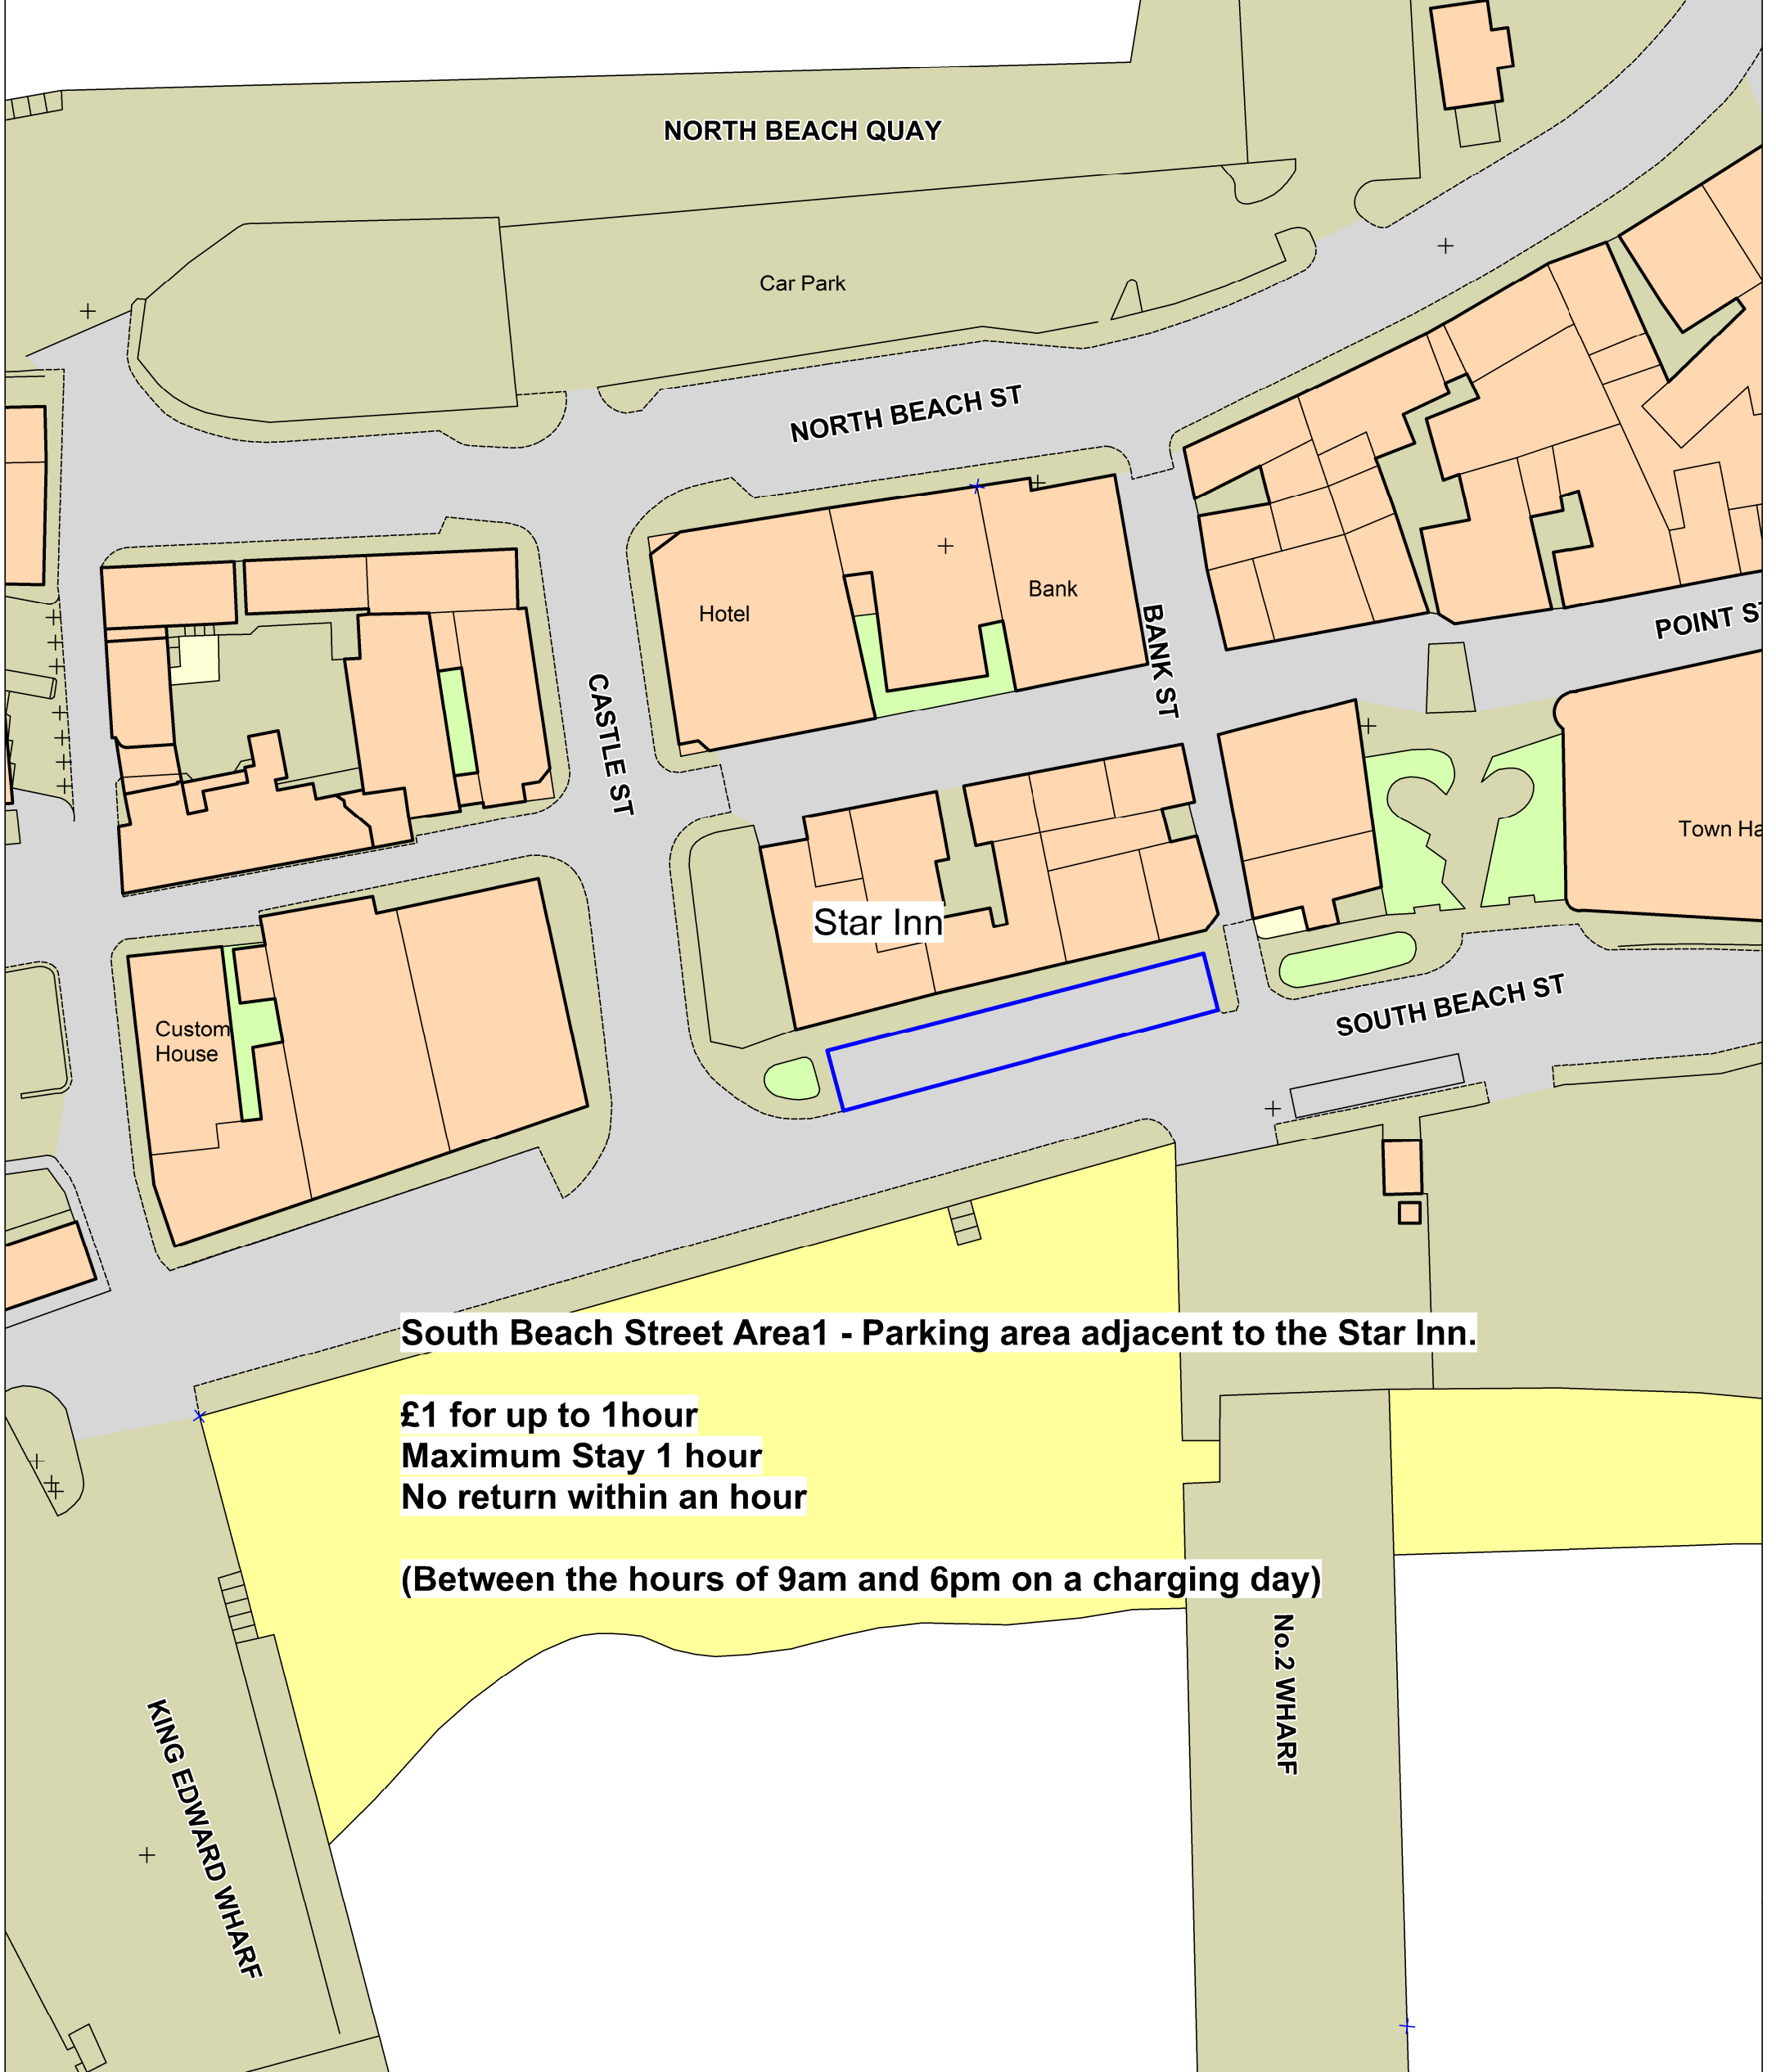 NORTH BEACH QUAY
Car Park
NORTH BEACH ST
Hotel
Bank
BANK ST
POINT S
CASTLE ST
Town Ha
Star Inn
SOUTH BEACH ST
Custom
House
South Beach Street Area1 - Parking area adjacent to the Star Inn.
£1 for up to 1hour
Maximum Stay 1 hour
No return within an hour
(Between the hours of 9am and 6pm on a charging day)
No.2 WHARF
KING EDWARD WHARF